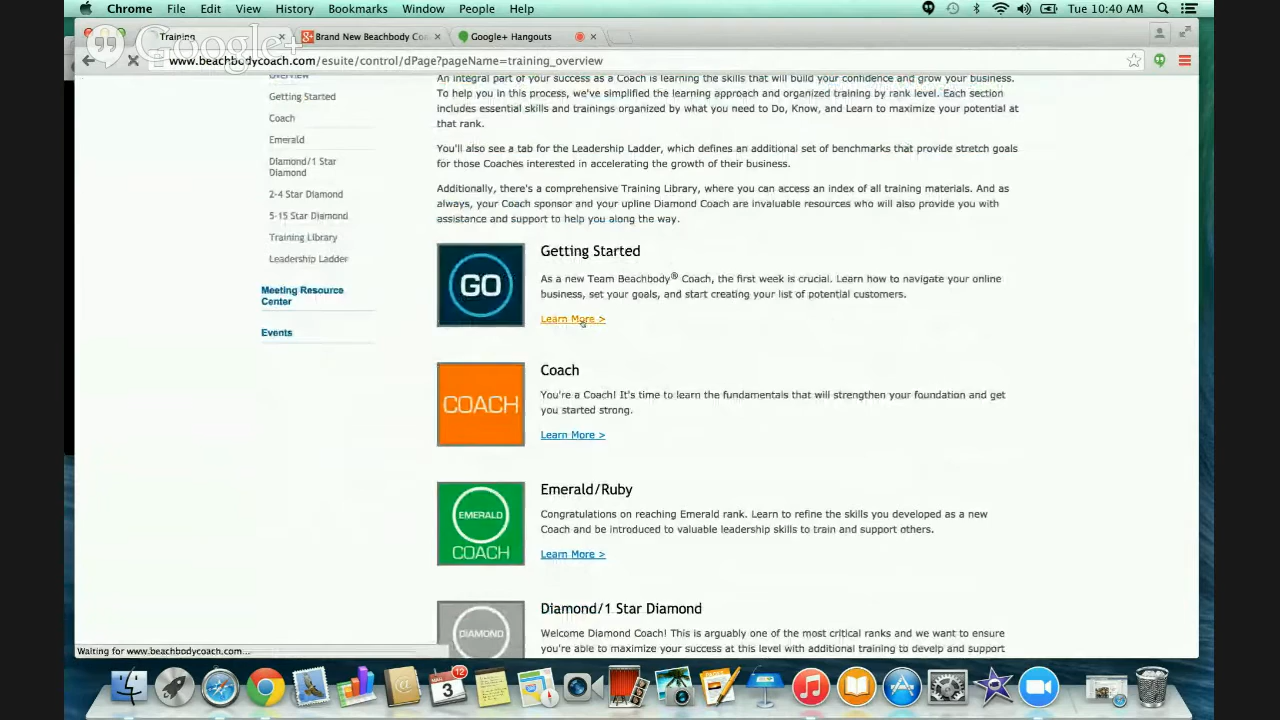 Chrome File Edit View History Bookmarks Window People Help Tue 10:40 AM
Google+
Training Brand New Beachbody Coa Google+ Hangouts
www.beachbodycoach.com/esuite/control/dPage?pageName=training_overview
Overview
Getting Started
Coach
Emerald
Diamond/1 Star
Diamond
2-4 Star Diamond
5-15 Star Diamond
Training Library
Leadership Ladder
Meeting Resource
Center
Events
An integral part of your success as a Coach is learning the skills that will build your confidence and grow your business.
To help you in this process, we've simplified the learning approach and organized training by rank level. Each section
includes essential skills and trainings organized by what you need to Do, Know, and Learn to maximize your potential at
that rank.
You'll also see a tab for the Leadership Ladder, which defines an additional set of benchmarks that provide stretch goals
for those Coaches interested in accelerating the growth of their business.
Additionally, there's a comprehensive Training Library, where you can access an index of all training materials. And as
always, your Coach sponsor and your upline Diamond Coach are invaluable resources who will also provide you with
assistance and support to help you along the way.
GO
Getting Started
As a new Team Beachbody® Coach, the first week is crucial. Learn how to navigate your online
business, set your goals, and start creating your list of potential customers.
Learn More >
COACH
Coach
You're a Coach! It's time to learn the fundamentals that will strengthen your foundation and get
you started strong.
Learn More >
EMERALD
COACH
Emerald/Ruby
Congratulations on reaching Emerald rank. Learn to refine the skills you developed as a new
Coach and be introduced to valuable leadership skills to train and support others.
Learn More >
DIAMOND
Diamond/1 Star Diamond
Welcome Diamond Coach! This is arguably one of the most critical ranks and we want to ensure
you're able to maximize your success at this level with additional training to develp and support
Waiting for www.beachbodycoach.com...
12
3